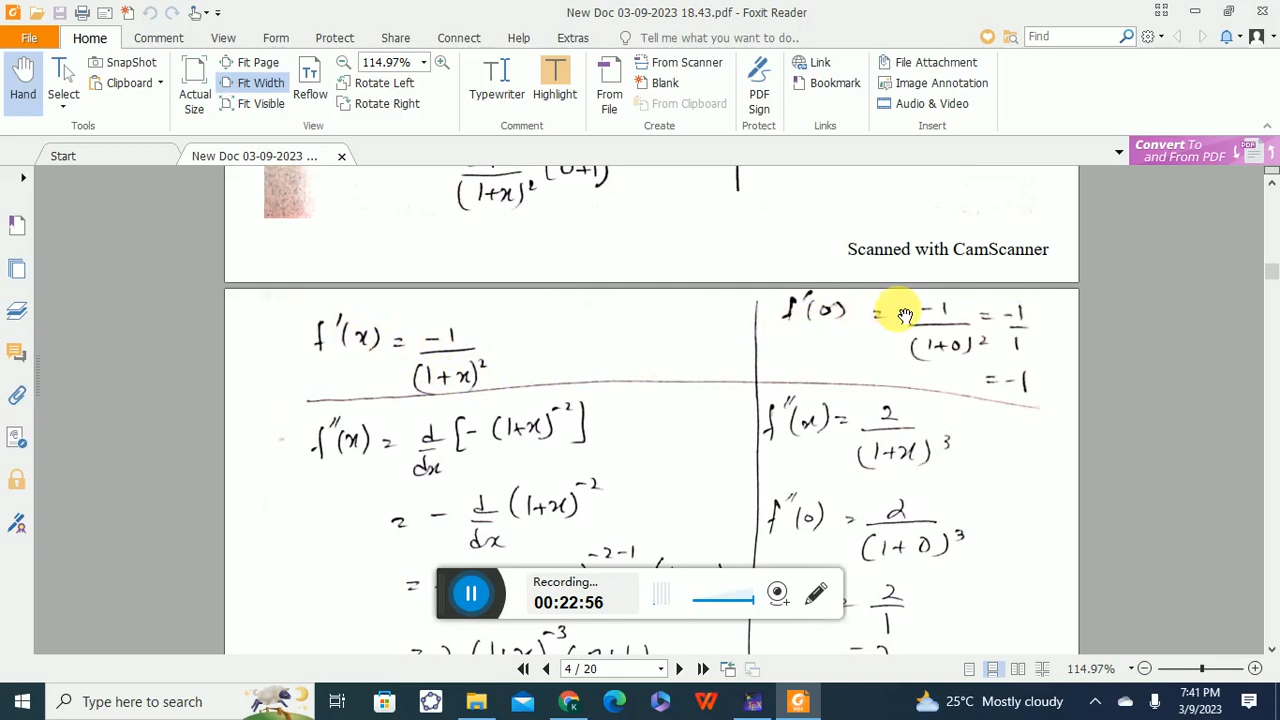 New Doc 03-09-2023 18.43.pdf - Foxit Reader
File Home Comment View Form Protect Share Connect Help Extras Tell me what you want to do.. Find
Hand Select SnapShot Clipboard
Tools
Actual Size Fit Page Fit Width Fit Visible Reflow 114.97% Rotate Left Rotate Right
View
Typewriter Highlight
Comment
From File From Scanner Blank From Clipboard
Create
PDF Sign
Protect
Link Bookmark
Links
File Attachment Image Annotation Audio & Video
Insert
Start New Doc 03-09-2023 ... Convert To and From PDF
(1+x)² (0+1)
Scanned with CamScanner
f'(x) = -1/(1+x)²
f''(x) = d/dx [-(1+x)^-2]
= - d/dx (1+x)^-2
-2-1
=
-3
f'(0) = -1/(1+0)² = -1/1
= -1
f''(x) = 2/(1+x)³
f''(0) = 2/(1+0)³
= 2/1
Recording...
00:22:56
4 / 20 114.97%
Type here to search 25°C Mostly cloudy 7:41 PM
3/9/2023